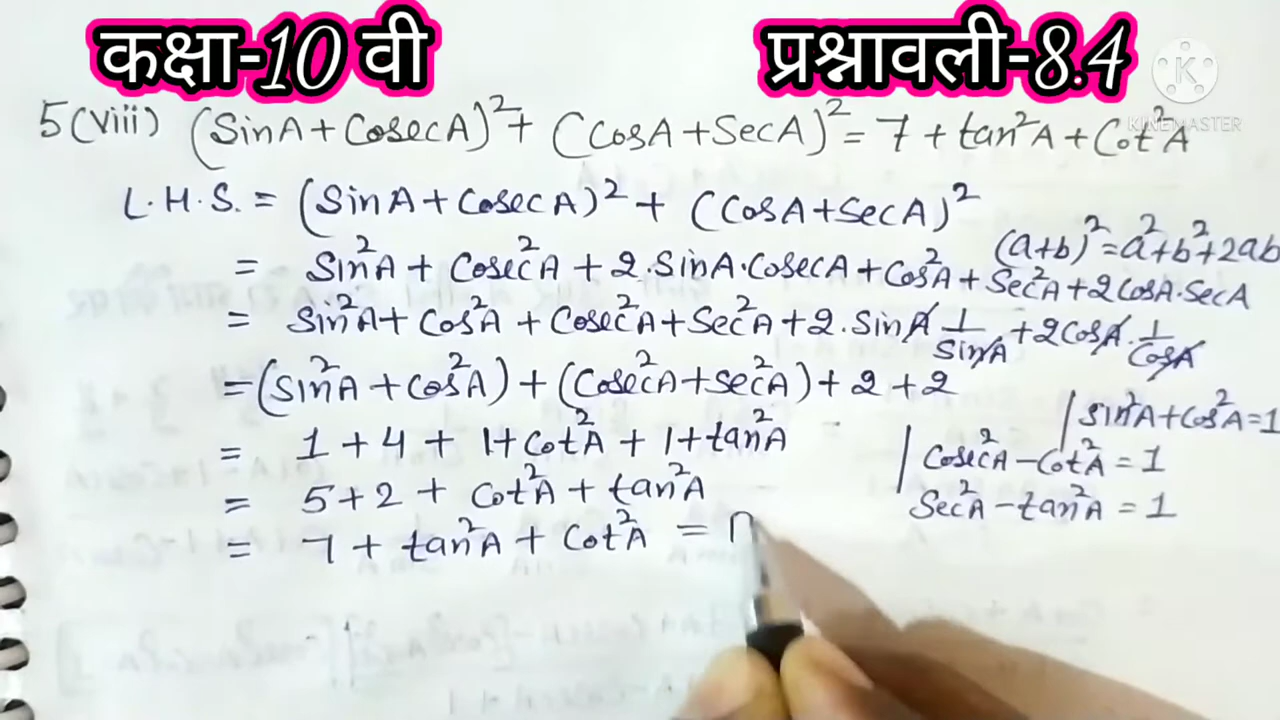 कक्षा-10 वी प्रश्नावली-8.4
K
KINEMASTER
5(viii) (SinA+CosecA)²+ (CosA+SecA)²= 7+tan²A+Cot²A
L.H.S. = (SinA+CosecA)² + (CosA+SecA)²
(a+b)²=a²+b²+2ab
= Sin²A + Cosec²A + 2.SinA.CosecA+Cos²A+Sec²A+2CosA.SecA
= Sin²A+ Cos²A + Cosec²A+Sec²A+2.SinA 1/SinA +2CosA.1/CosA
=(Sin²A+Cos²A)+(Cosec²A+Sec²A)+2+2
Sin²A+Cos²A=1
= 1+4+ 1+Cot²A+1+tan²A
Cosec²A-Cot²A=1
= 5+2+ Cot²A+tan²A
Sec²A-tan²A=1
= 7+tan²A+Cot²A =